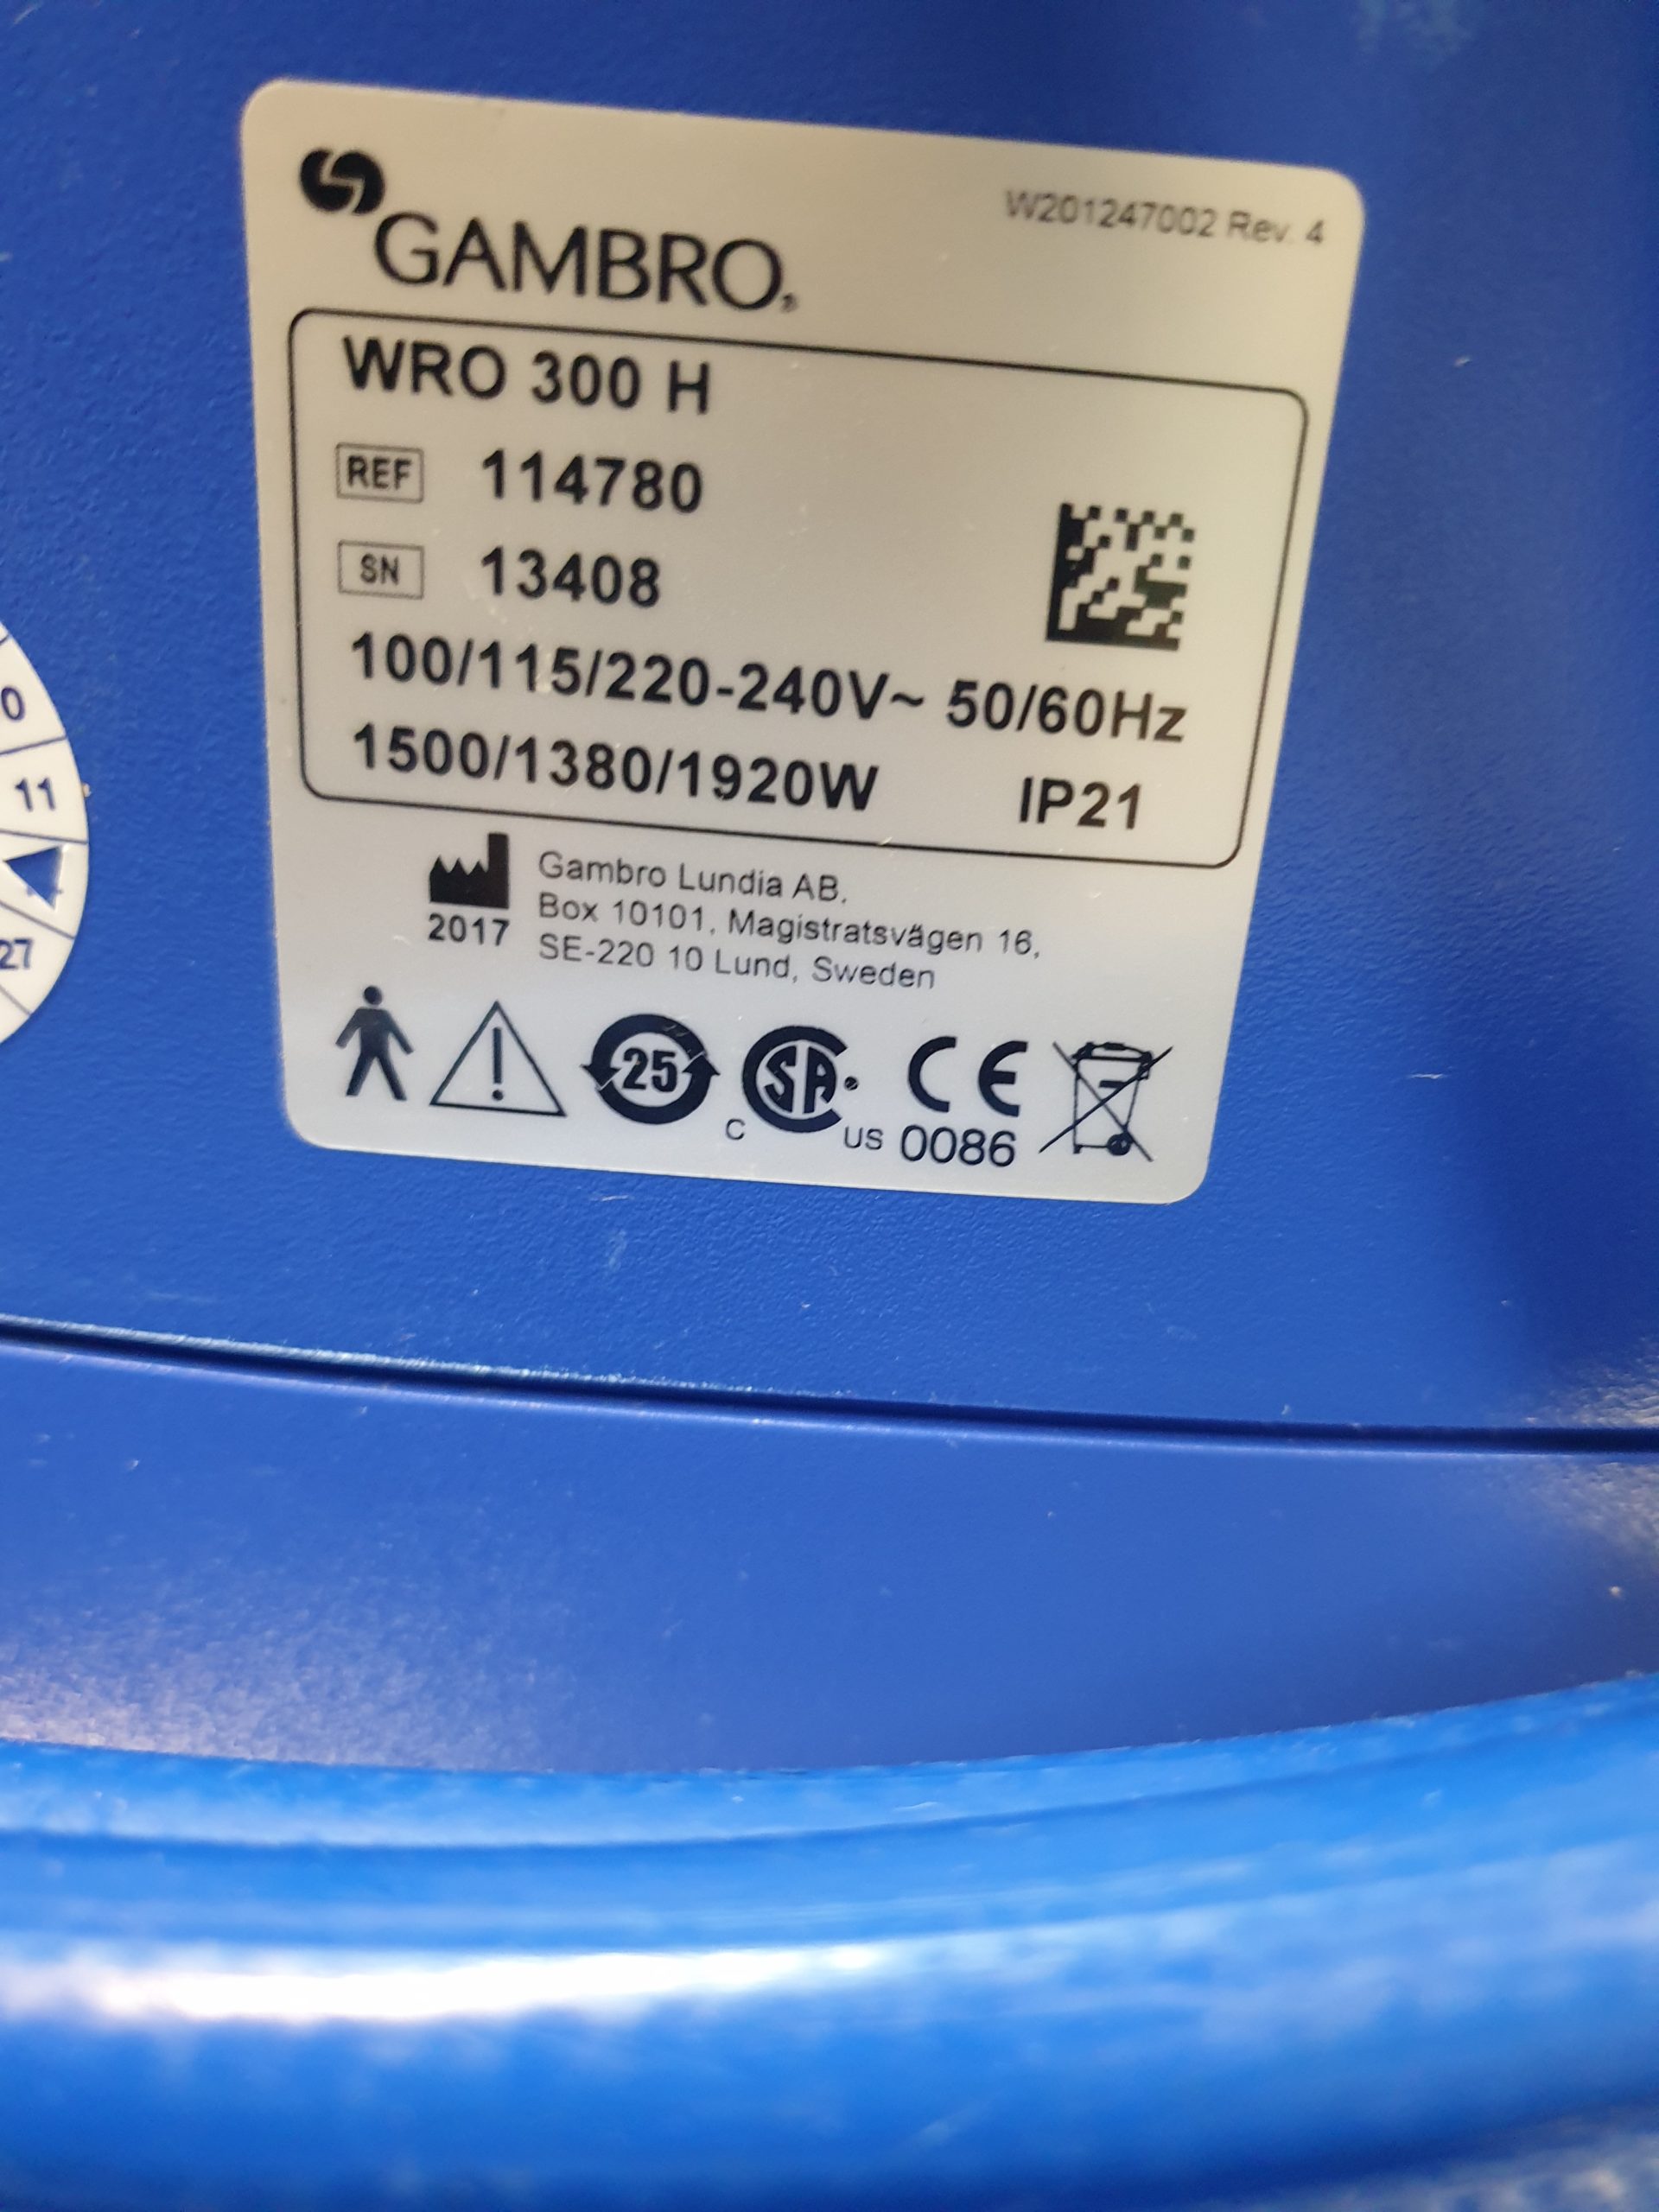 GAMBRO®
W201247002 Rev. 4
WRO 300 H
REF 114780
SN 13408
100/115/220-240V~ 50/60Hz
1500/1380/1920W IP21
2017
Gambro Lundia AB,
Box 10101, Magistratsvägen 16,
SE-220 10 Lund, Sweden
25
C SA US
CE 0086
0
11
27